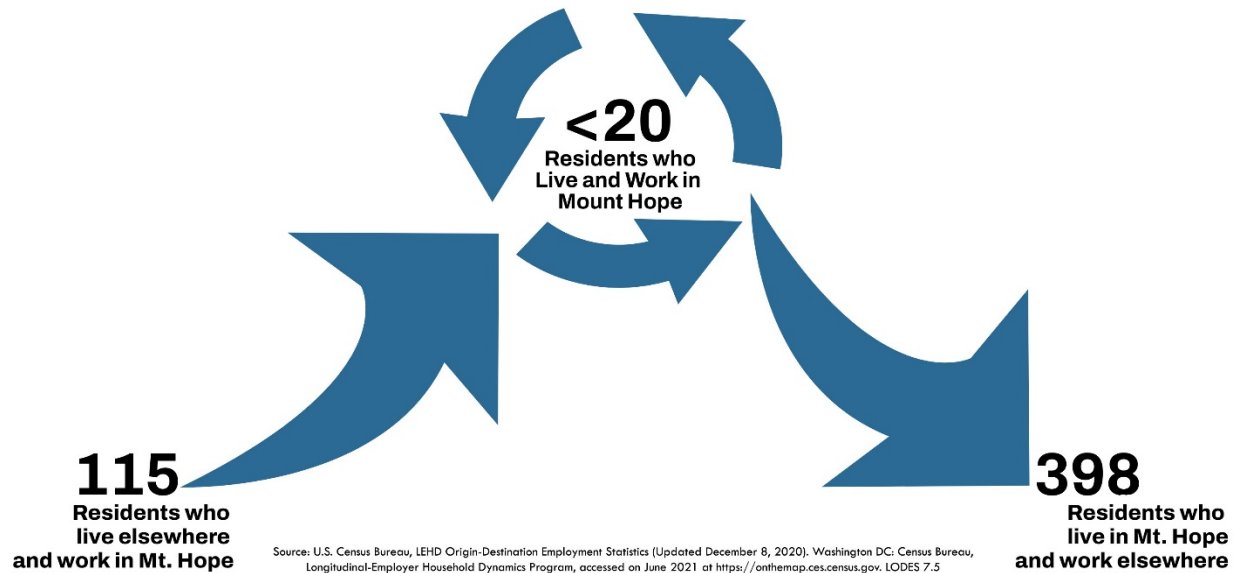 <20
Residents who
Live and Work in
Mount Hope
115
Residents who
live elsewhere
and work in Mt. Hope
398
Residents who
live in Mt. Hope
and work elsewhere
Source: U.S. Census Bureau, LEHD Origin-Destination Employment Statistics (Updated December 8, 2020). Washington DC: Census Bureau,
Longitudinal-Employer Household Dynamics Program, accessed on June 2021 at https://onthemap.ces.census.gov. LODES 7.5